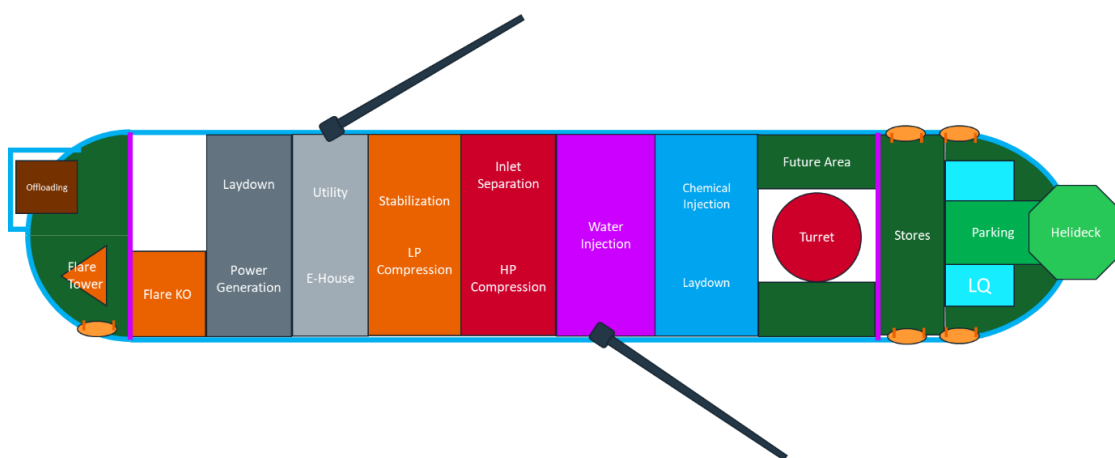 Offloading
Flare
Tower
Flare KO
Laydown
Power
Generation
Utility
E-House
Stabilization
LP
Compression
Inlet
Separation
HP
Compression
Water
Injection
Chemical
Injection
Laydown
Future Area
Turret
Stores
Parking
LQ
Helideck